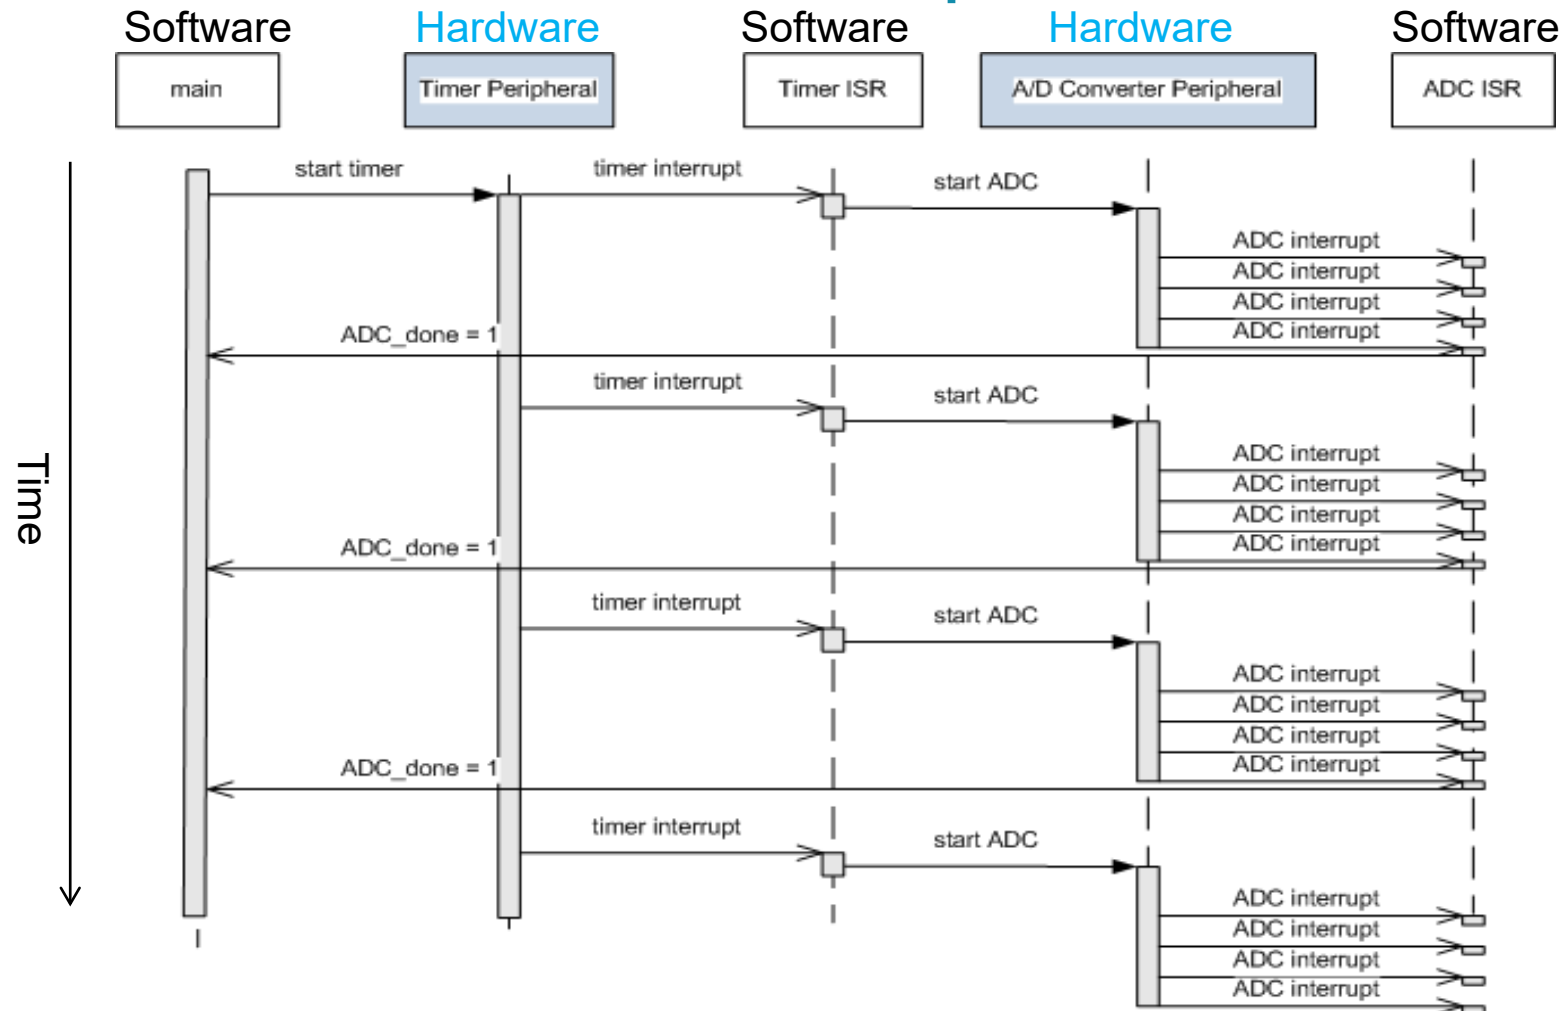 Software Hardware Software Hardware Software
main Timer Peripheral Timer ISR A/D Converter Peripheral ADC ISR
start timer timer interrupt start ADC
ADC interrupt
ADC interrupt
ADC interrupt
ADC interrupt
ADC_done = 1
timer interrupt start ADC
ADC interrupt
ADC interrupt
ADC interrupt
ADC interrupt
ADC_done = 1
Time
timer interrupt start ADC
ADC interrupt
ADC interrupt
ADC interrupt
ADC interrupt
ADC_done = 1
timer interrupt start ADC
ADC interrupt
ADC interrupt
ADC interrupt
ADC interrupt